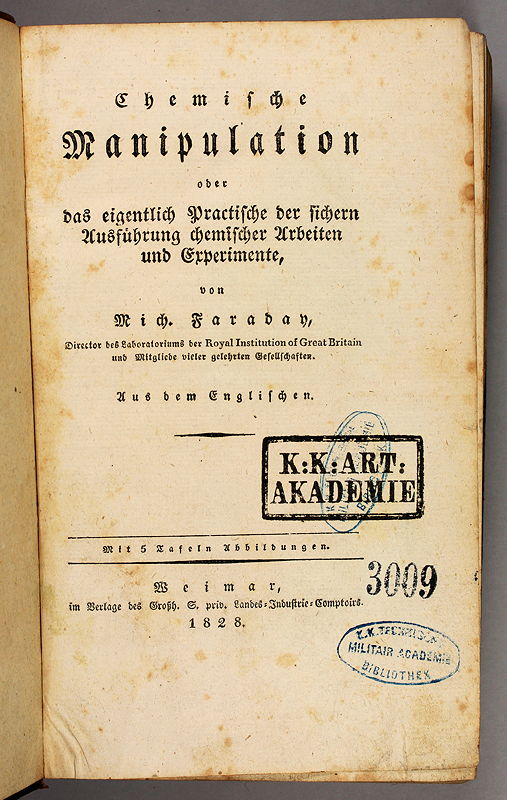 Chemische
Manipulation
oder
das eigentlich Practische der sichern
Ausführung chemischer Arbeiten
und Experimente,
von
Mich. Faraday,
Director des Laboratoriums der Royal Institution of Great Britain
und Mitgliede vieler gelehrten Gesellschaften.
Aus dem Englischen.
K:K:ART:
AKADEMIE
Mit 5 Tafeln Abbildungen.
3009
Weimar,
im Verlage des Großh. S. priv. Landes-Industrie-Comptoirs.
1828.
K.K. TECHNISCHE
MILITAIR ACADEMIE
BIBLIOTHEK